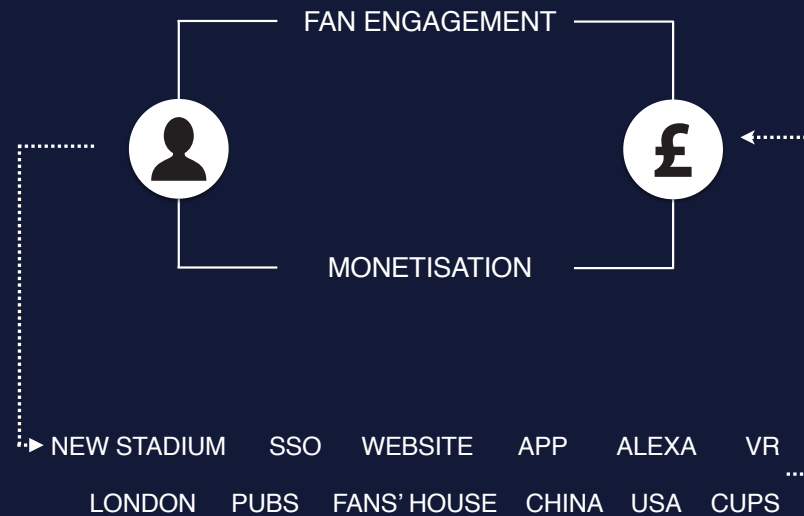 FAN ENGAGEMENT
£
MONETISATION
NEW STADIUM SSO WEBSITE APP ALEXA VR
LONDON PUBS FANS' HOUSE CHINA USA CUPS